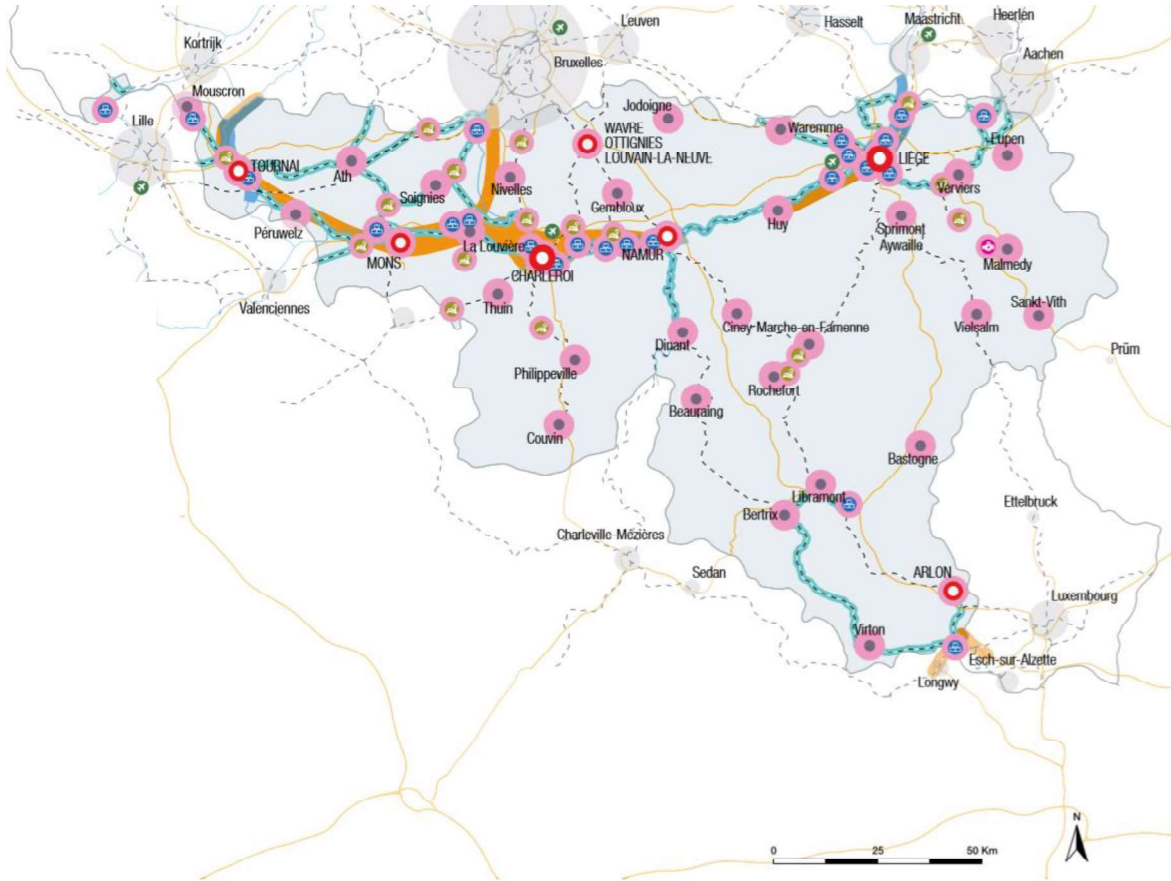 Leuven
Hasselt
Maastricht
Heerlen
Kortrijk
Bruxelles
Aachen
Mouscron
Lille
Jodoigne
WAVRE
OTTIGNIES
LOUVAIN-LA-NEUVE
Waremme
Eupen
LIEGE
TOURNAI
Ath
Soignies
Nivelles
Verviers
Gembloux
Péruwelz
Huy
Sprimont
Aywaille
La Louvière
NAMUR
MONS
CHARLEROI
Malmedy
Valenciennes
Thuin
Sankt-Vith
Ciney
Marche-en-Famenne
Vielsalm
Dinant
Prüm
Philippeville
Rochefort
Beauraing
Couvin
Bastogne
Libramont
Ettelbruck
Bertrix
Charleville Mézières
Sedan
ARLON
Luxembourg
Virton
Esch-sur-Alzette
Longwy
N
0 25 50 Km